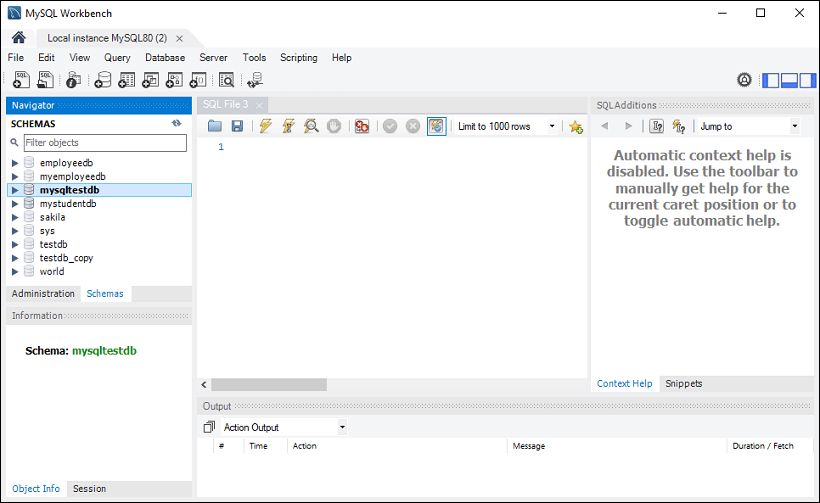 MySQL Workbench
Local instance MySQL80 (2)
File Edit View Query Database Server Tools Scripting Help
Navigator
SCHEMAS
Filter objects
employeedb
myemployeedb
mysqltestdb
mystudentdb
sakila
sys
testdb
testdb_copy
world
Administration Schemas
Information
Schema: mysqltestdb
Object Info Session
SQL File 3
Limit to 1000 rows
1
SQLAdditions
Jump to
Automatic context help is
disabled. Use the toolbar to
manually get help for the
current caret position or to
toggle automatic help.
Context Help Snippets
Output
Action Output
# Time Action Message Duration / Fetch